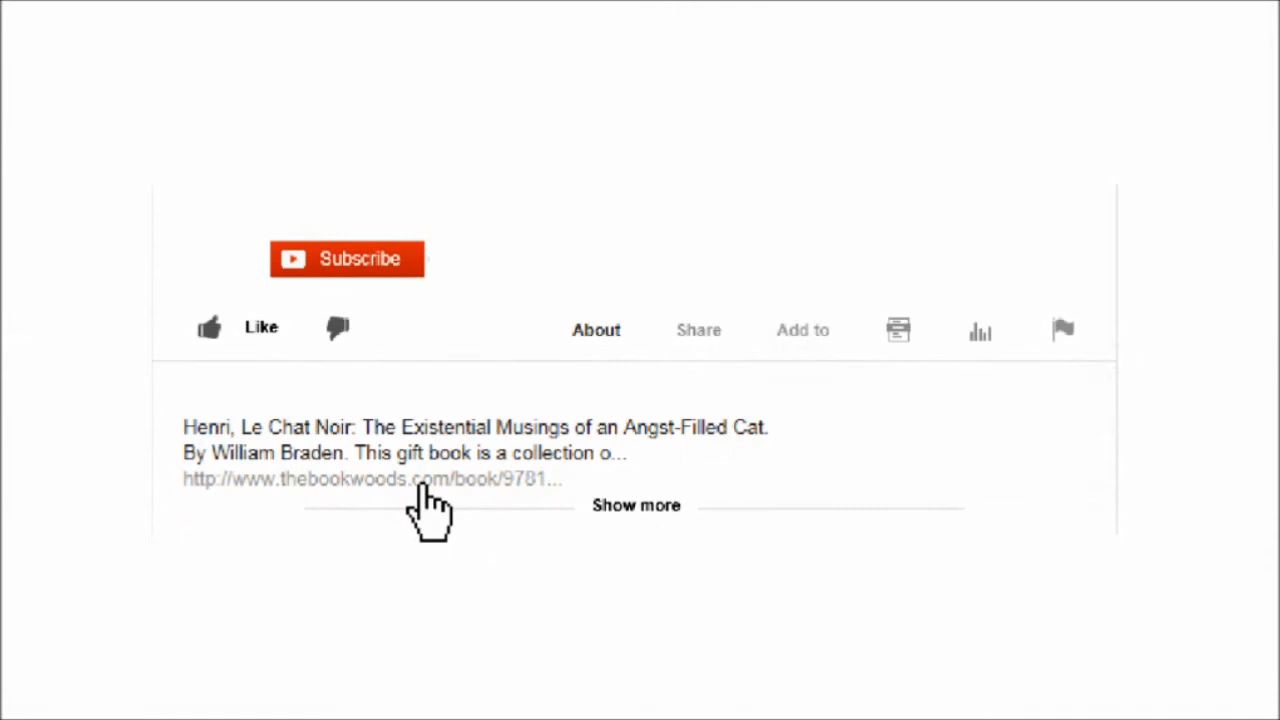 Subscribe
Like About Share Add to
Henri, Le Chat Noir: The Existential Musings of an Angst-Filled Cat.
By William Braden. This gift book is a collection o...
http://www.thebookwoods.com/book/9781...
Show more